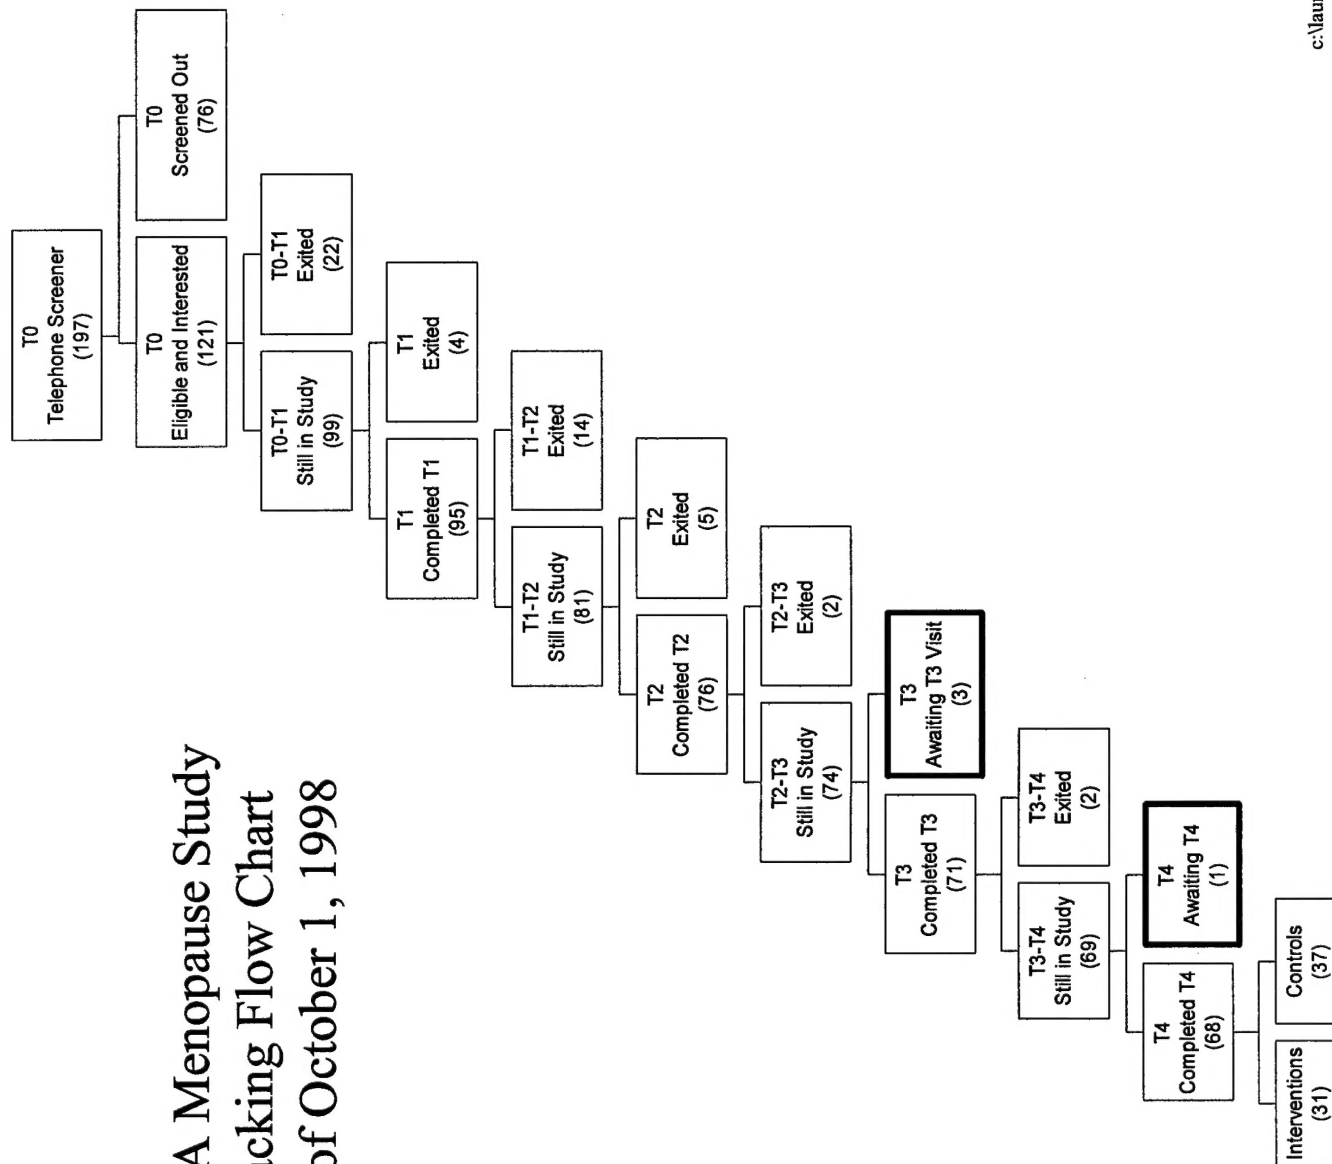 A Menopause Study
Flow Chart
of October 1, 1998
T0
Telephone Screener
(197)
T0
Eligible and Interested
(121)
T0
Screened Out
(76)
T0-T1
Still in Study
(99)
T0-T1
Exited
(22)
T1
Completed T1
(95)
T1
Exited
(4)
T1-T2
Still in Study
(81)
T1-T2
Exited
(14)
T2
Completed T2
(76)
T2
Exited
(5)
T2-T3
Still in Study
(74)
T2-T3
Exited
(2)
T3
Completed T3
(71)
T3
Awaiting T3 Visit
(3)
T3-T4
Still in Study
(69)
T3-T4
Exited
(2)
T4
Completed T4
(68)
T4
Awaiting T4
(1)
Interventions
(31)
Controls
(37)